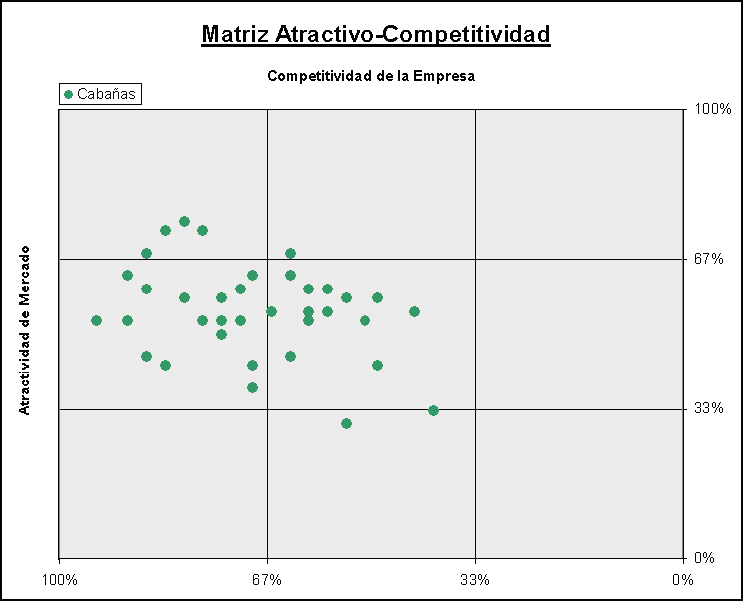 Matriz Atractivo-Competitividad
Competitividad de la Empresa
Cabañas
100%
67%
33%
0%
Atractividad de Mercado
100%
67%
33%
0%